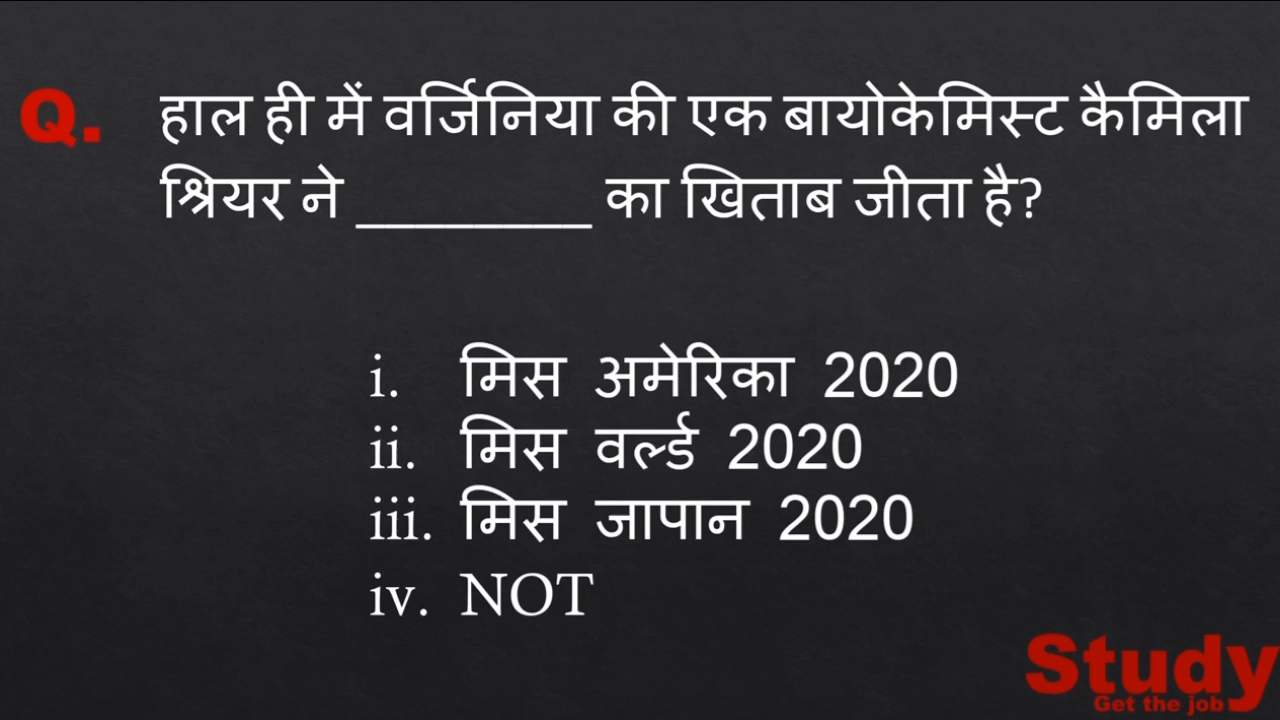 Q. हाल ही में वर्जिनिया की एक बायोकेमिस्ट कैमिला
श्रियर ने ________ का खिताब जीता है?
i. मिस अमेरिका 2020
ii. मिस वर्ल्ड 2020
iii. मिस जापान 2020
iv. NOT
Study
Get the job